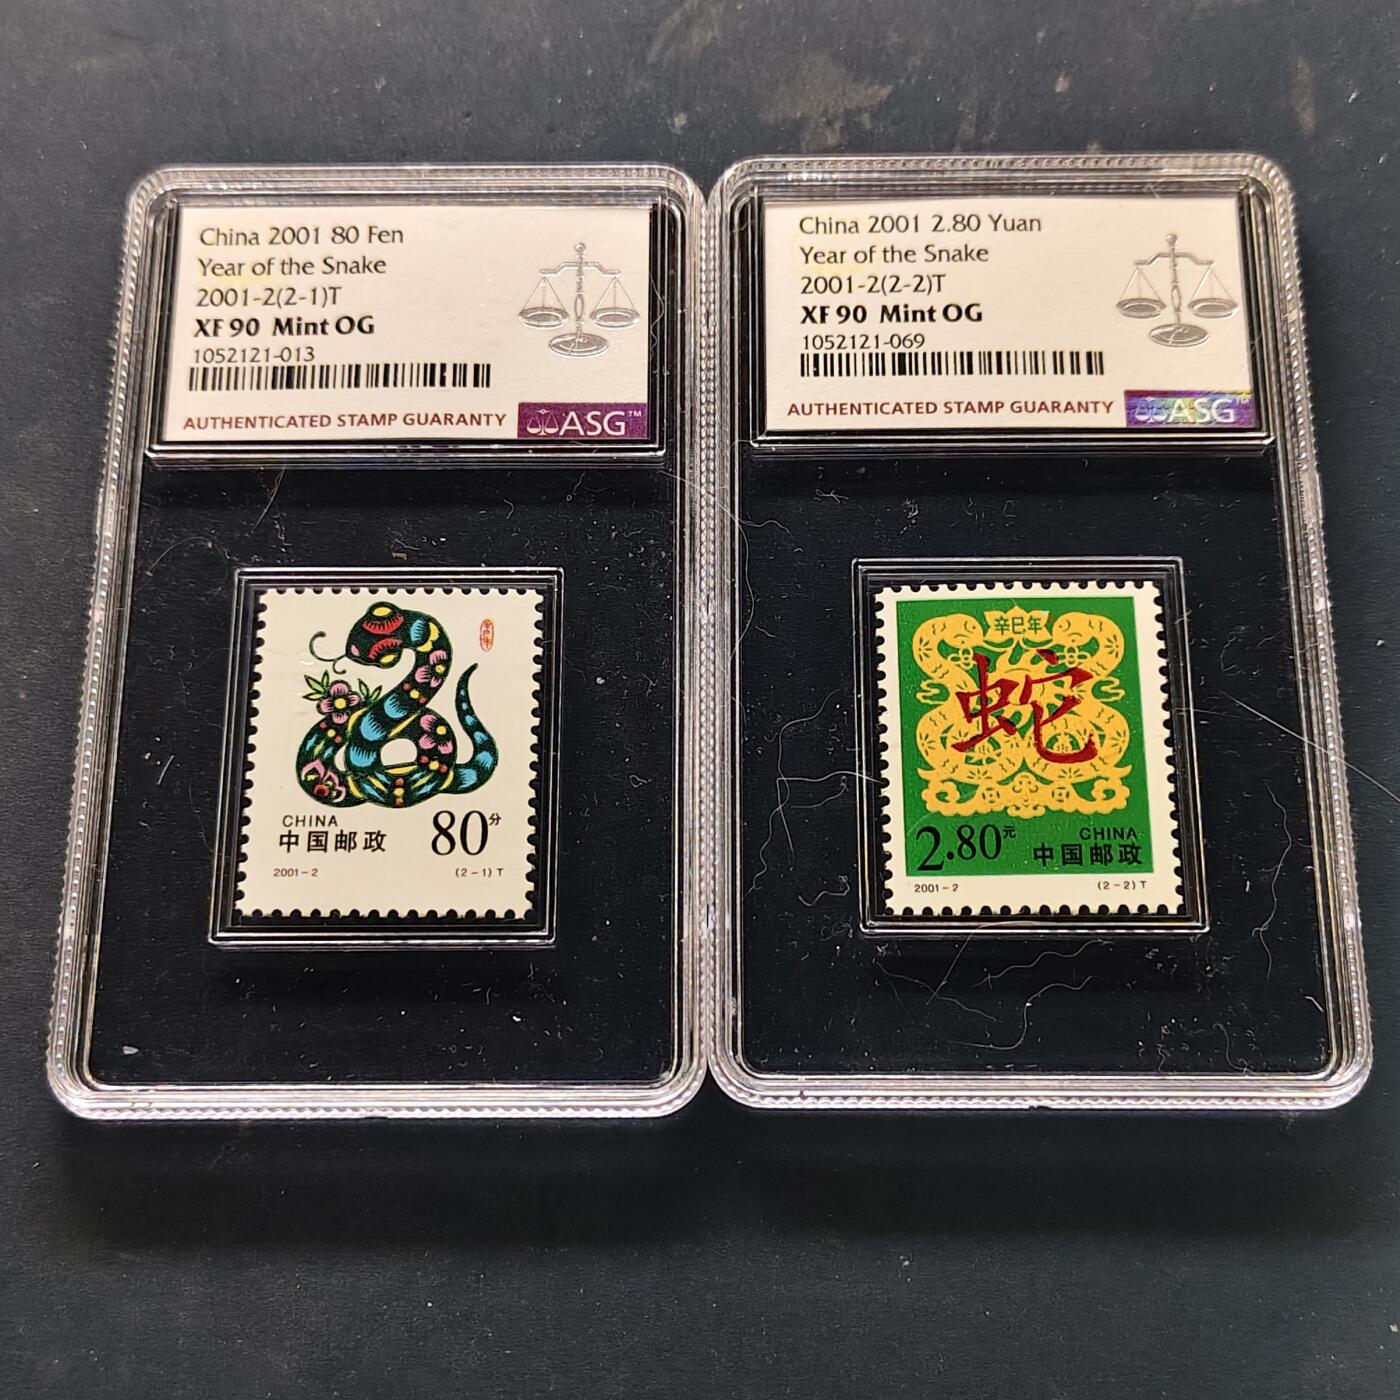 China 2001 80 Fen
Year of the Snake
2001-2(2-1)T
XF 90 Mint OG
1052121-013
AUTHENTICATED STAMP GUARANTY ASG™
CHINA
中国邮政 80分
2001-2 (2-1)T
China 2001 2.80 Yuan
Year of the Snake
2001-2(2-2)T
XF 90 Mint OG
1052121-069
AUTHENTICATED STAMP GUARANTY ASG™
辛巳年
蛇
2.80元 CHINA
中国邮政
2001-2 (2-2)T